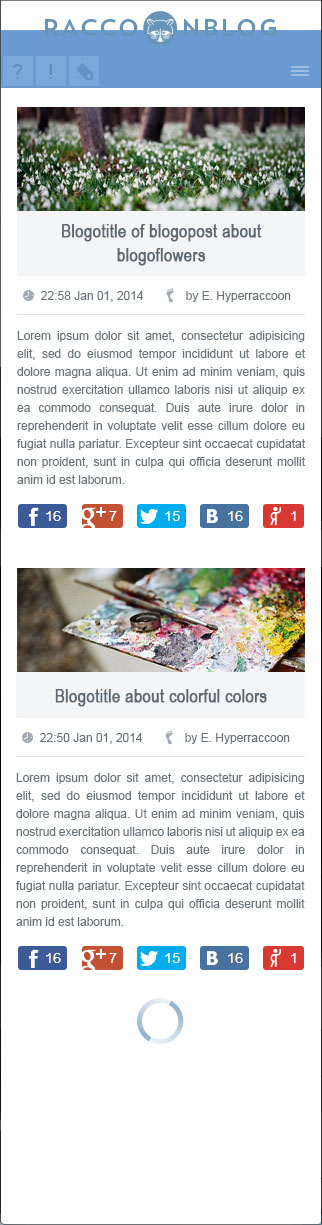 RACCOONBLOG
? !
Blogotitle of blogopost about
blogoflowers
22:58 Jan 01, 2014 by E. Hyperraccoon
Lorem ipsum dolor sit amet, consectetur adipisicing
elit, sed do eiusmod tempor incididunt ut labore et
dolore magna aliqua. Ut enim ad minim veniam, quis
nostrud exercitation ullamco laboris nisi ut aliquip ex
ea commodo consequat. Duis aute irure dolor in
reprehenderit in voluptate velit esse cillum dolore eu
fugiat nulla pariatur. Excepteur sint occaecat cupidatat
non proident, sunt in culpa qui officia deserunt mollit
anim id est laborum.
f 16 g+ 7 15 B 16 Я 1
Blogotitle about colorful colors
22:50 Jan 01, 2014 by E. Hyperraccoon
Lorem ipsum dolor sit amet, consectetur adipisicing
elit, sed do eiusmod tempor incididunt ut labore et
dolore magna aliqua. Ut enim ad minim veniam, quis
nostrud exercitation ullamco laboris nisi ut aliquip ex ea
commodo consequat. Duis aute irure dolor in
reprehenderit in voluptate velit esse cillum dolore eu
fugiat nulla pariatur. Excepteur sint occaecat cupidatat
non proident, sunt in culpa qui officia deserunt mollit
anim id est laborum.
f 16 g+ 7 15 B 16 Я 1